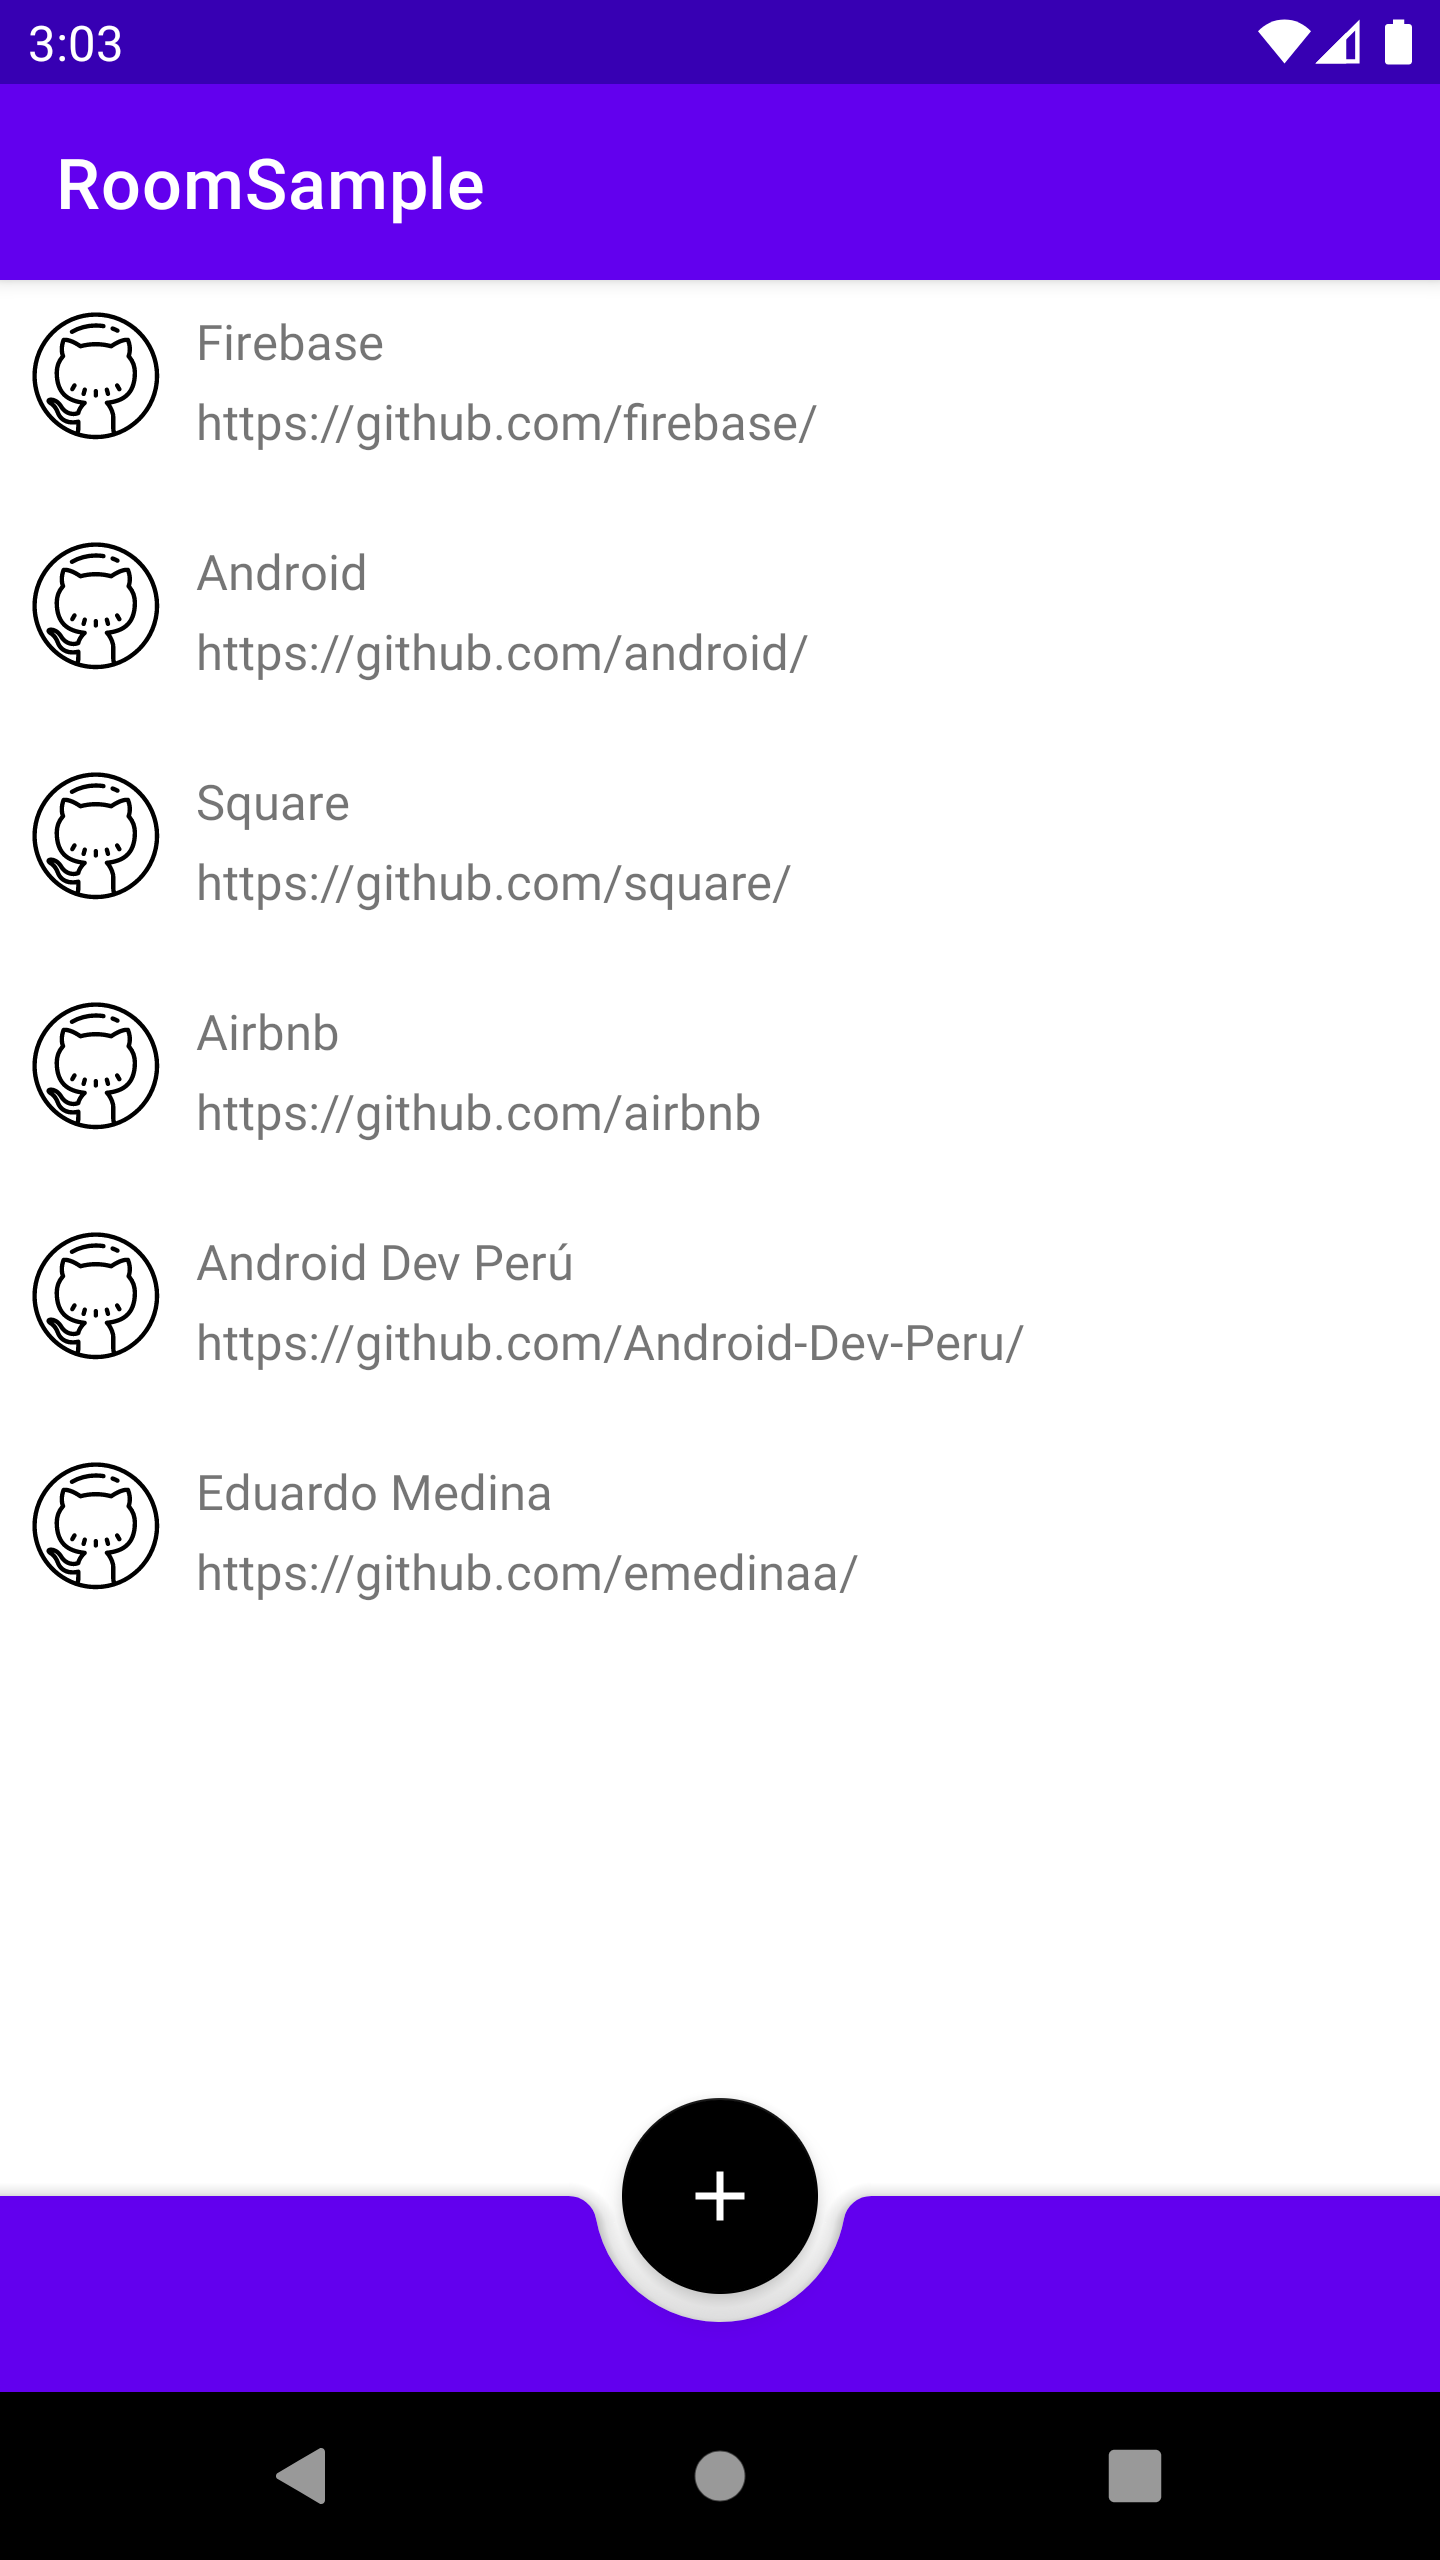 3:03
RoomSample
Firebase
https://github.com/firebase/
Android
https://github.com/android/
Square
https://github.com/square/
Airbnb
https://github.com/airbnb
Android Dev Perú
https://github.com/Android-Dev-Peru/
Eduardo Medina
https://github.com/emedinaa/